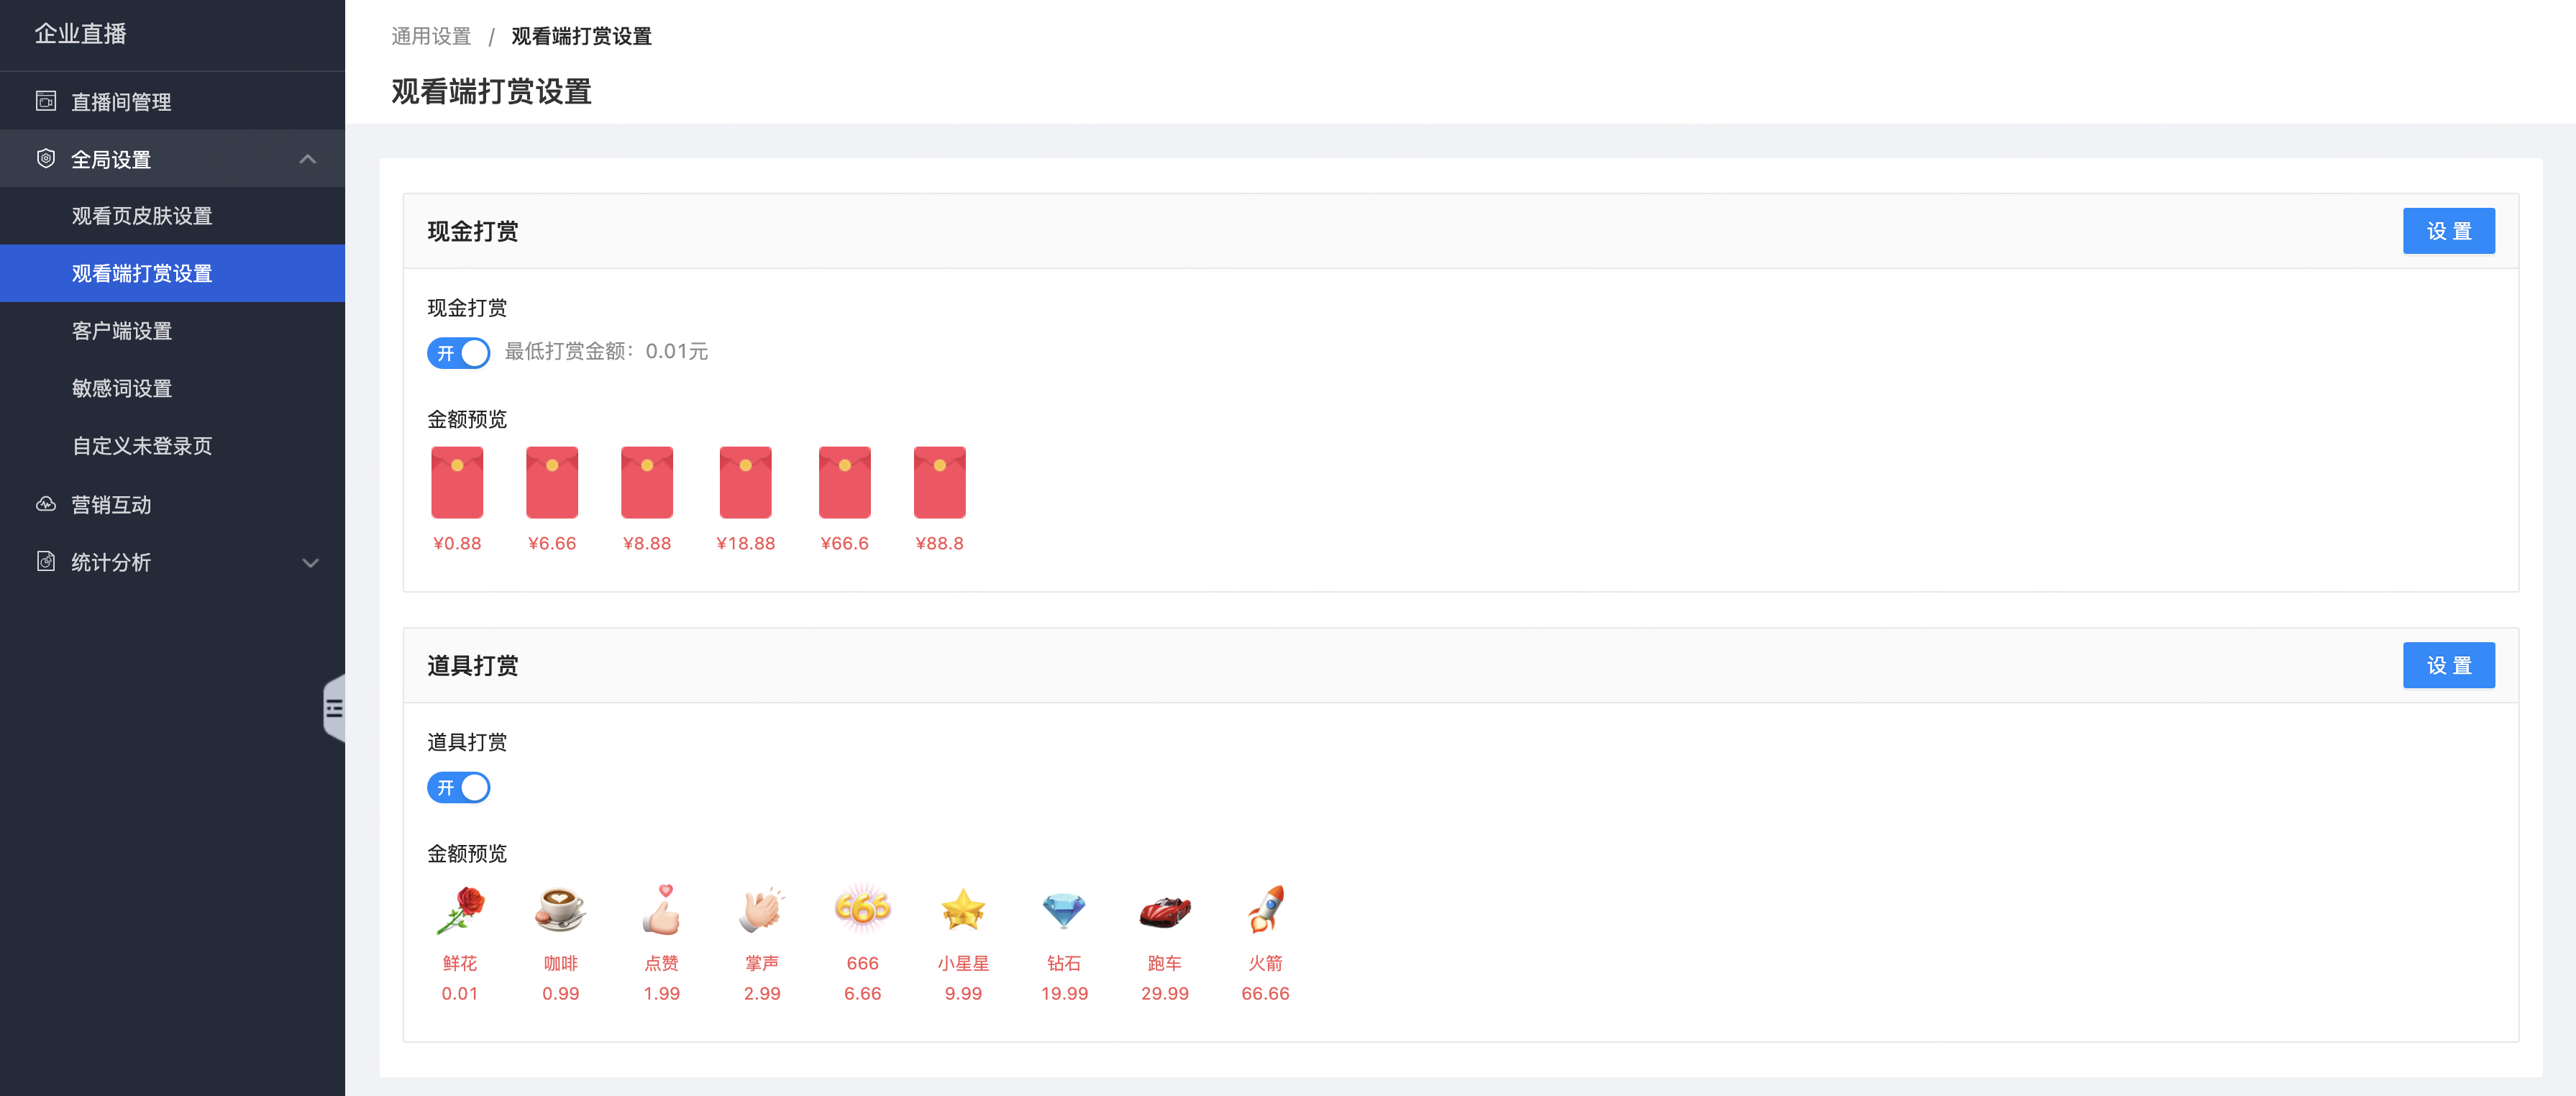 企业直播
直播间管理
全局设置
观看页皮肤设置
观看端打赏设置
客户端设置
敏感词设置
自定义未登录页
营销互动
统计分析
通用设置 / 观看端打赏设置
观看端打赏设置
现金打赏
设 置
现金打赏
开 最低打赏金额：0.01元
金额预览
¥0.88 ¥6.66 ¥8.88 ¥18.88 ¥66.6 ¥88.8
道具打赏
设 置
道具打赏
开
金额预览
666
鲜花 咖啡 点赞 掌声 666 小星星 钻石 跑车 火箭
0.01 0.99 1.99 2.99 6.66 9.99 19.99 29.99 66.66